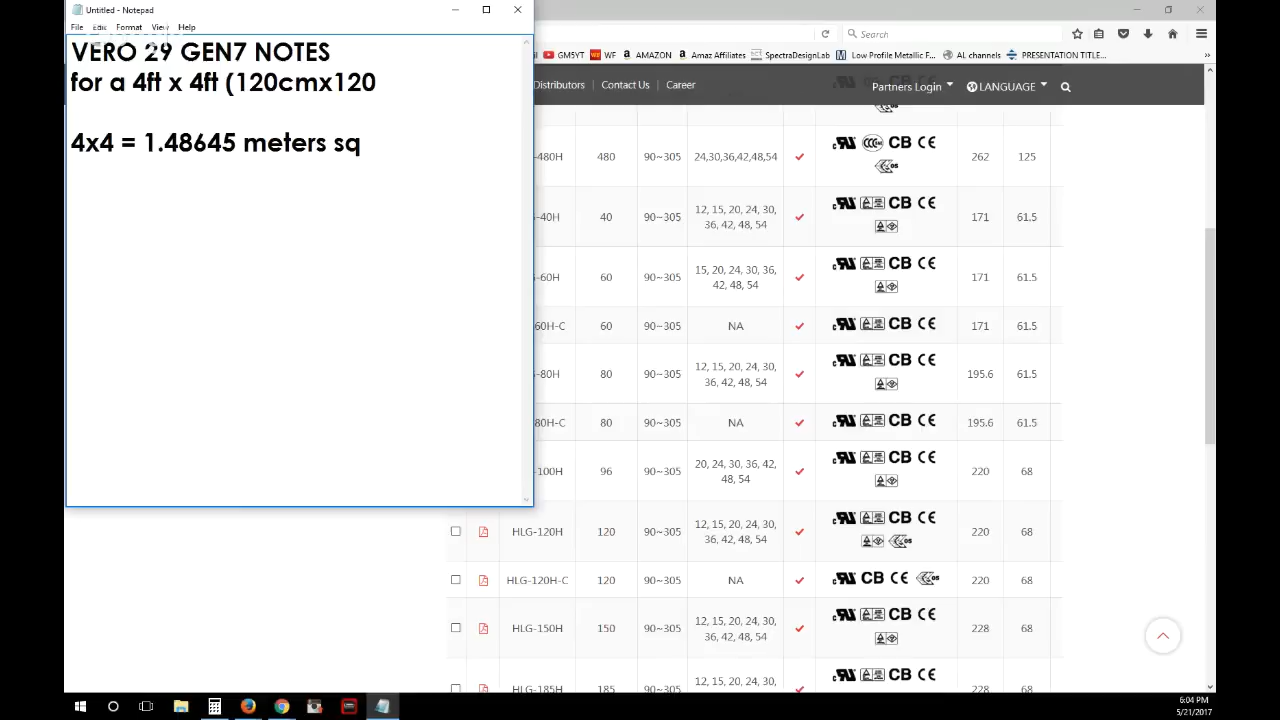 Untitled - Notepad
File Edit Format View Help
VERO 29 GEN7 NOTES
for a 4ft x 4ft (120cmx120
4x4 = 1.48645 meters sq
Search
GM5YT WF AMAZON Amaz Affiliates SpectraDesignLab Low Profile Metallic F... AL channels PRESENTATION TITLE...
Distributors Contact Us Career Partners Login LANGUAGE
-480H 480 90~305 24,30,36,42,48,54 262 125
-40H 40 90~305 12, 15, 20, 24, 30, 171 61.5
36, 42, 48, 54
-60H 60 90~305 15, 20, 24, 30, 36, 171 61.5
42, 48, 54
60H-C 60 90~305 NA 171 61.5
-80H 80 90~305 12, 15, 20, 24, 30, 195.6 61.5
36, 42, 48, 54
80H-C 80 90~305 NA 195.6 61.5
-100H 96 90~305 20, 24, 30, 36, 42, 220 68
48, 54
HLG-120H 120 90~305 12, 15, 20, 24, 30, 220 68
36, 42, 48, 54
HLG-120H-C 120 90~305 NA 220 68
HLG-150H 150 90~305 12, 15, 20, 24, 30, 228 68
36, 42, 48, 54
HLG-185H 185 90~305 12, 15, 20, 24, 30, 228 68
6:04 PM
5/21/2017